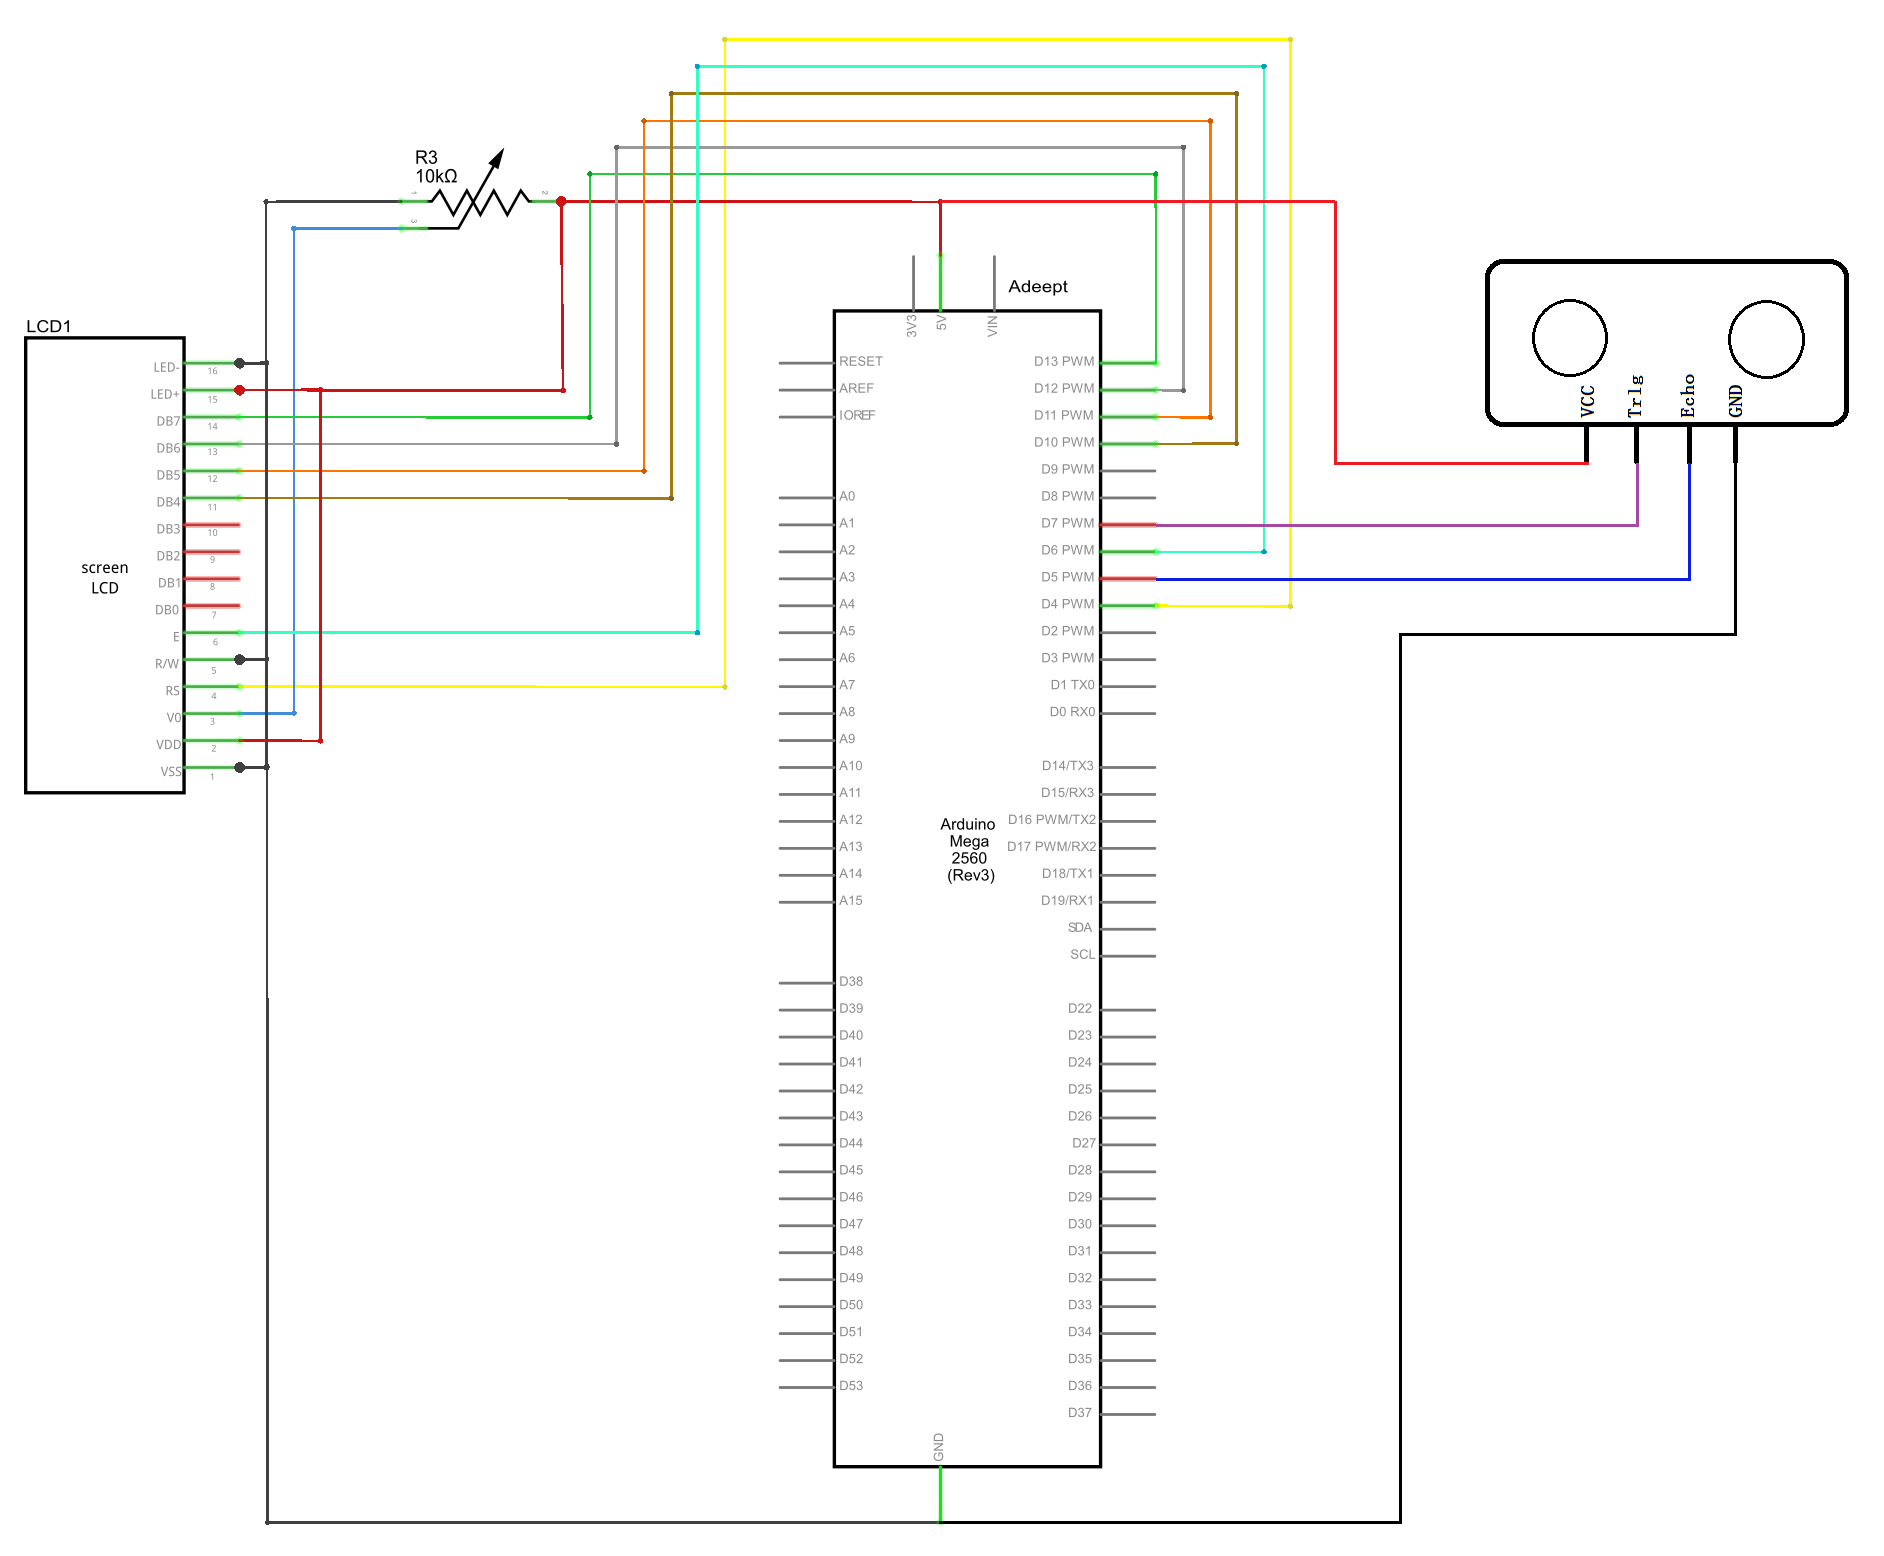 R3
10kΩ
1
2
3
LCD1
LED-
16
LED+
15
DB7
14
DB6
13
DB5
12
DB4
11
DB3
10
DB2
9
DB1
8
DB0
7
E
6
R/W
5
RS
4
V0
3
VDD
2
VSS
1
screen
LCD
Adeept
3V3
5V
VIN
RESET
AREF
IOREF
A0
A1
A2
A3
A4
A5
A6
A7
A8
A9
A10
A11
A12
A13
A14
A15
D38
D39
D40
D41
D42
D43
D44
D45
D46
D47
D48
D49
D50
D51
D52
D53
Arduino
Mega
2560
(Rev3)
D13 PWM
D12 PWM
D11 PWM
D10 PWM
D9 PWM
D8 PWM
D7 PWM
D6 PWM
D5 PWM
D4 PWM
D2 PWM
D3 PWM
D1 TX0
D0 RX0
D14/TX3
D15/RX3
D16 PWM/TX2
D17 PWM/RX2
D18/TX1
D19/RX1
SDA
SCL
D22
D23
D24
D25
D26
D27
D28
D29
D30
D31
D32
D33
D34
D35
D36
D37
GND
VCC
Trlg
Echo
GND